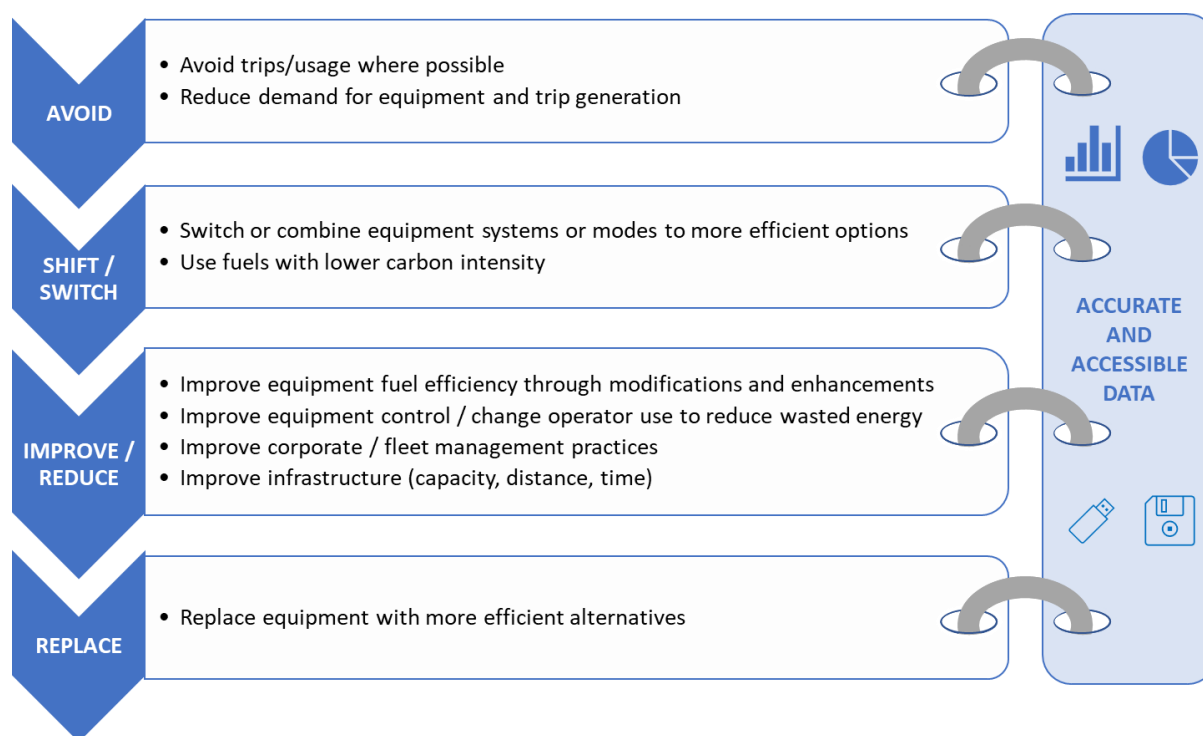 AVOID
• Avoid trips/usage where possible
• Reduce demand for equipment and trip generation
SHIFT /
SWITCH
• Switch or combine equipment systems or modes to more efficient options
• Use fuels with lower carbon intensity
IMPROVE /
REDUCE
• Improve equipment fuel efficiency through modifications and enhancements
• Improve equipment control / change operator use to reduce wasted energy
• Improve corporate / fleet management practices
• Improve infrastructure (capacity, distance, time)
REPLACE
• Replace equipment with more efficient alternatives
ACCURATE
AND
ACCESSIBLE
DATA